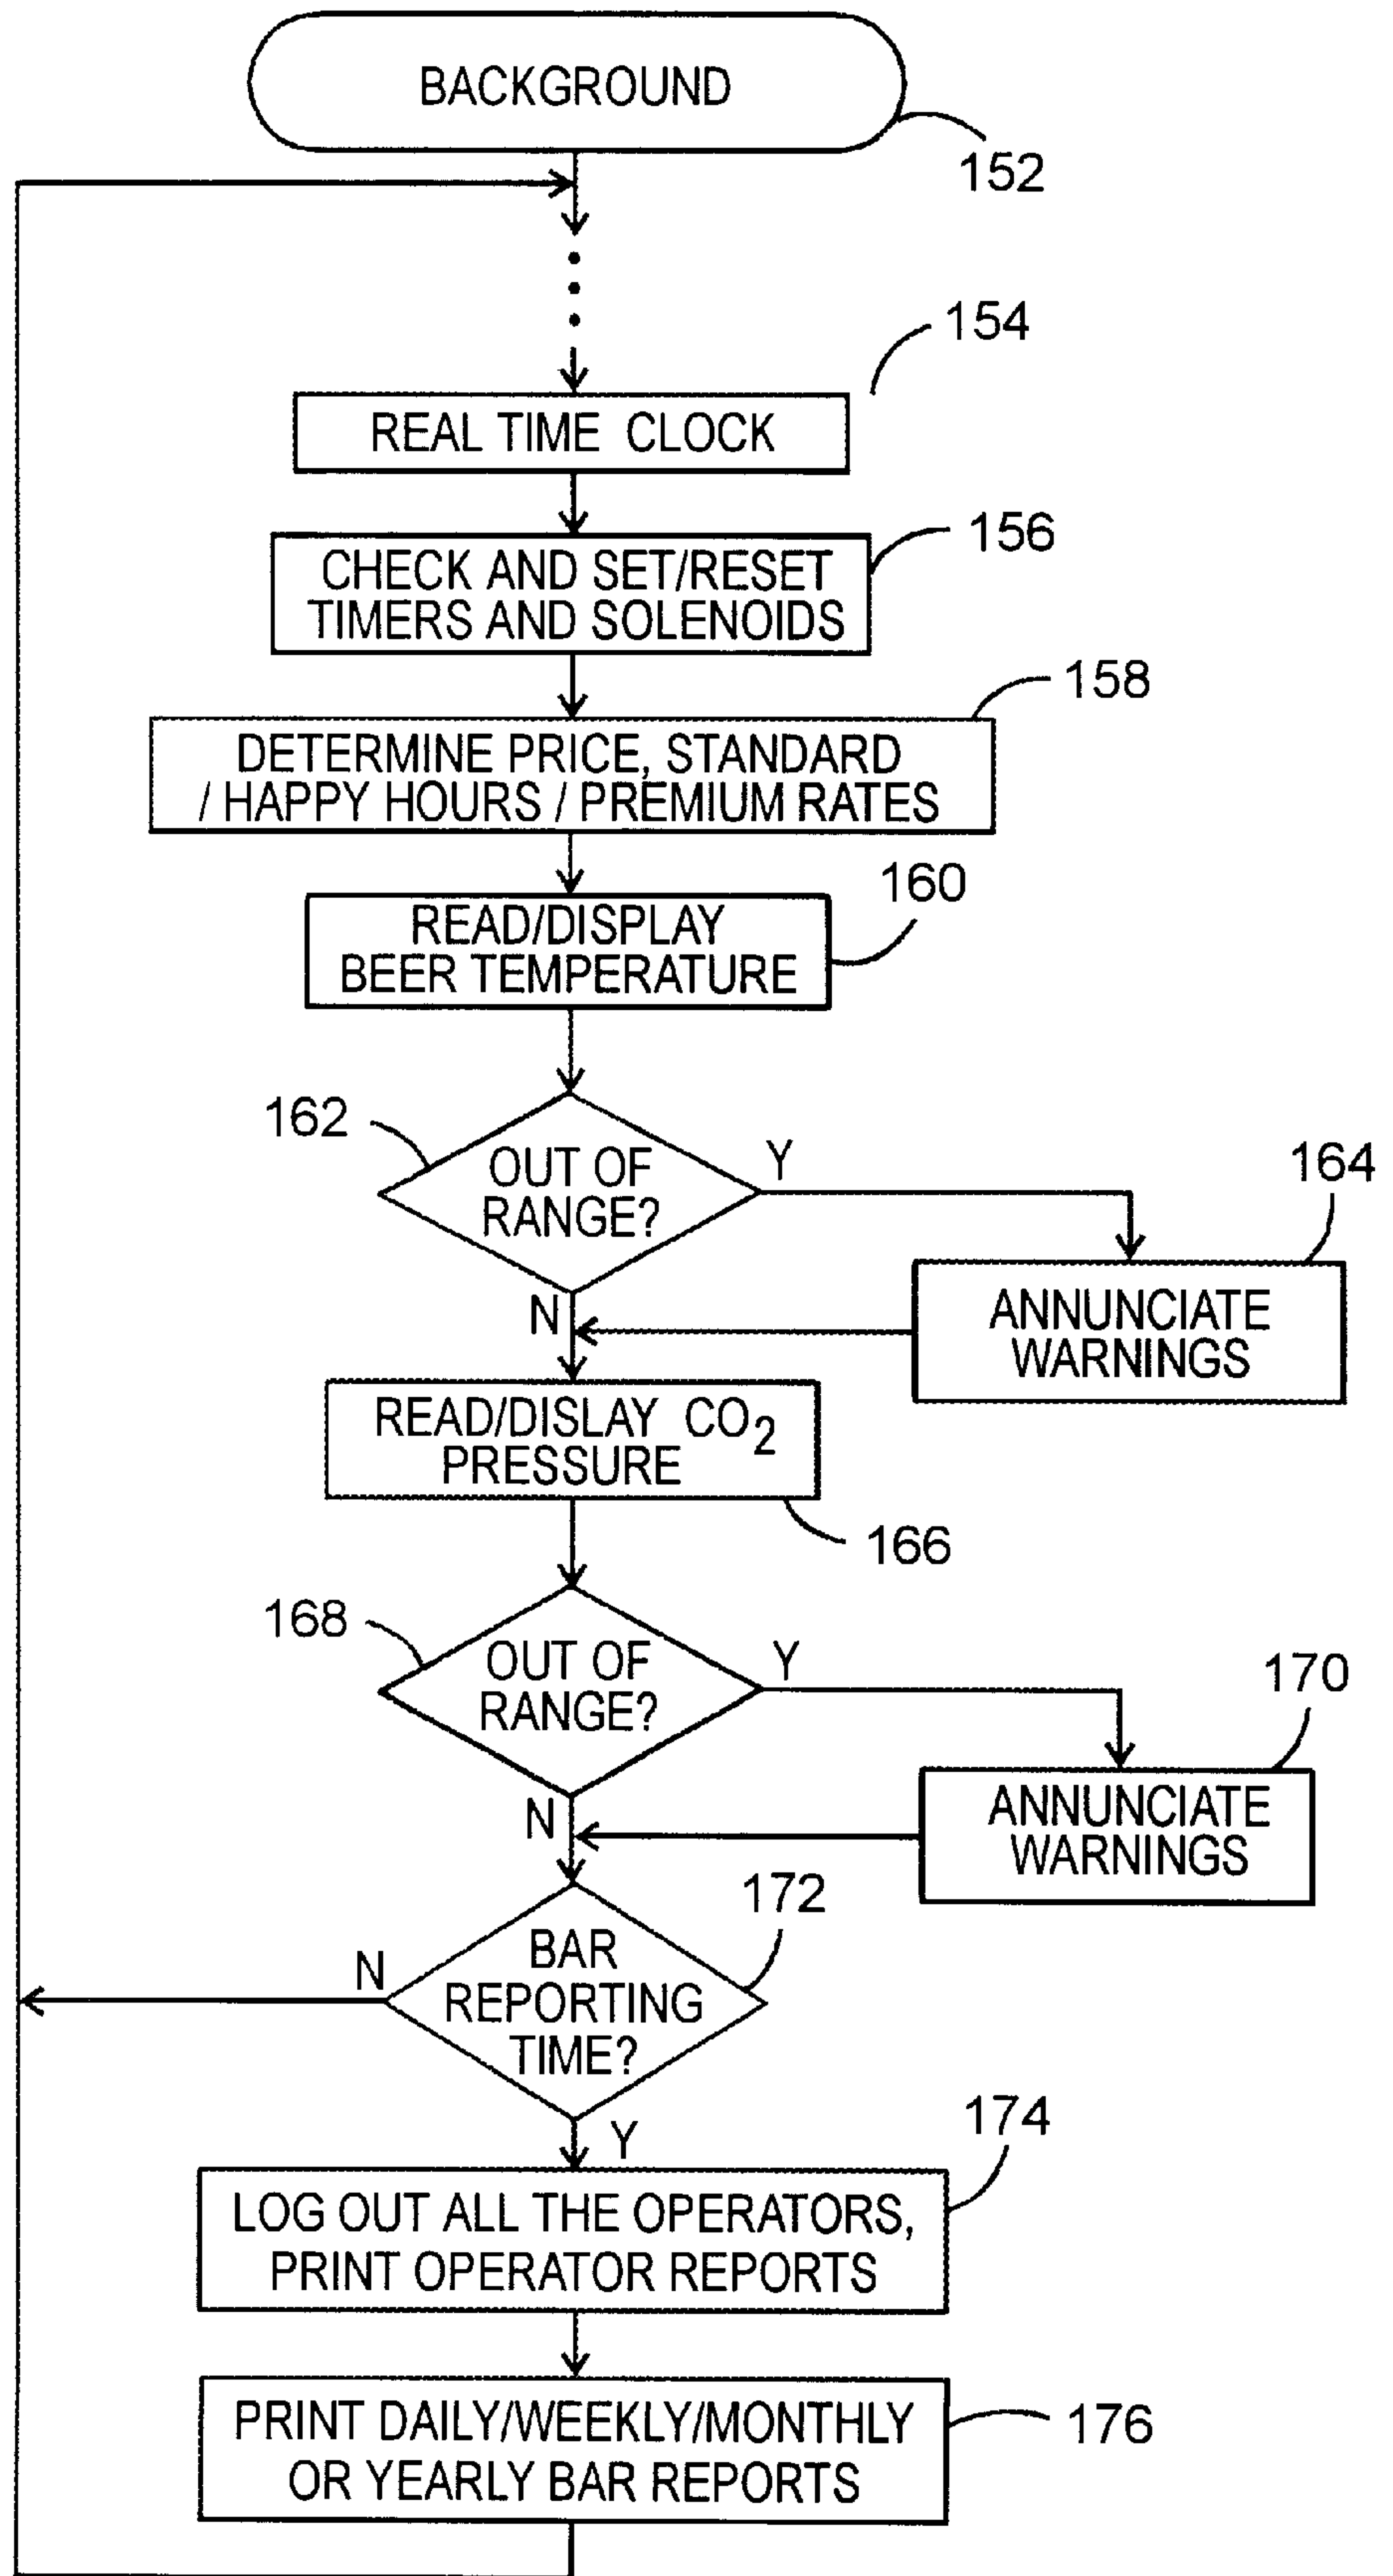 BACKGROUND
152
154
REAL TIME CLOCK
156
CHECK AND SET/RESET
TIMERS AND SOLENOIDS
158
DETERMINE PRICE, STANDARD
/ HAPPY HOURS / PREMIUM RATES
160
READ/DISPLAY
BEER TEMPERATURE
162
OUT OF
RANGE?
Y
164
N
ANNUNCIATE
WARNINGS
READ/DISLAY CO2
PRESSURE
166
168
OUT OF
RANGE?
Y
170
N
ANNUNCIATE
WARNINGS
172
N
BAR
REPORTING
TIME?
Y
174
LOG OUT ALL THE OPERATORS,
PRINT OPERATOR REPORTS
PRINT DAILY/WEEKLY/MONTHLY
OR YEARLY BAR REPORTS
176